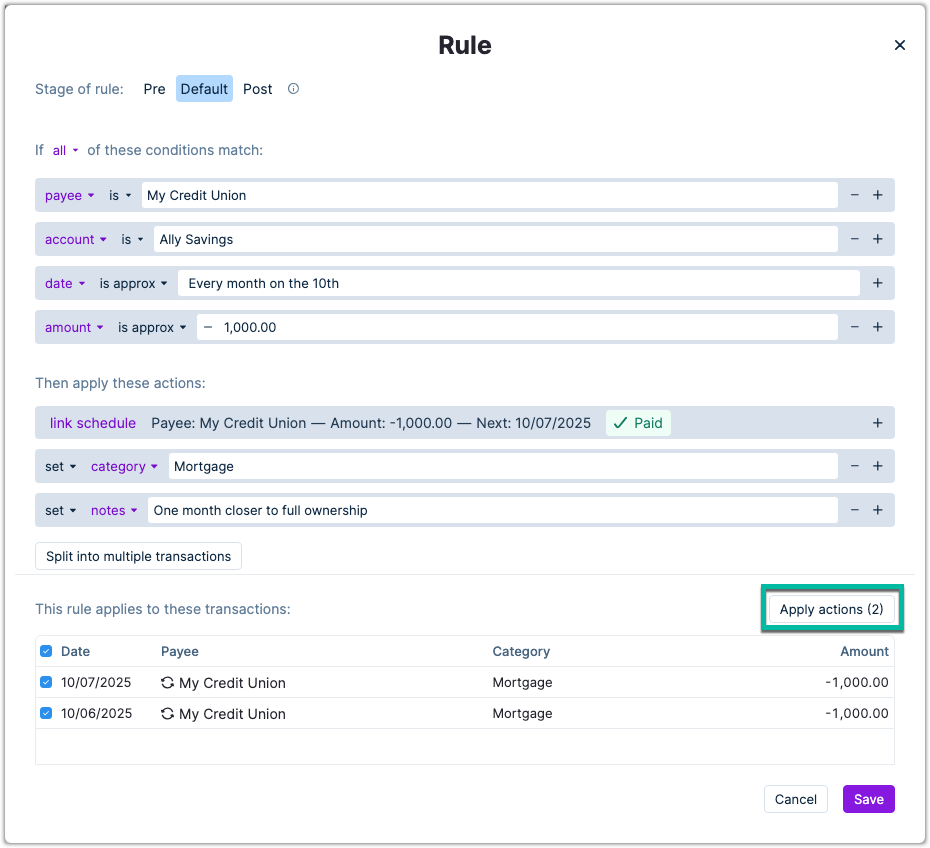 Rule
Stage of rule: Pre Default Post
If all of these conditions match:
payee is My Credit Union
account is Ally Savings
date is approx Every month on the 10th
amount is approx − 1,000.00
Then apply these actions:
link schedule Payee: My Credit Union — Amount: -1,000.00 — Next: 10/07/2025 Paid
set category Mortgage
set notes One month closer to full ownership
Split into multiple transactions
This rule applies to these transactions: Apply actions (2)
Date Payee Category Amount
10/07/2025 My Credit Union Mortgage -1,000.00
10/06/2025 My Credit Union Mortgage -1,000.00
Cancel Save